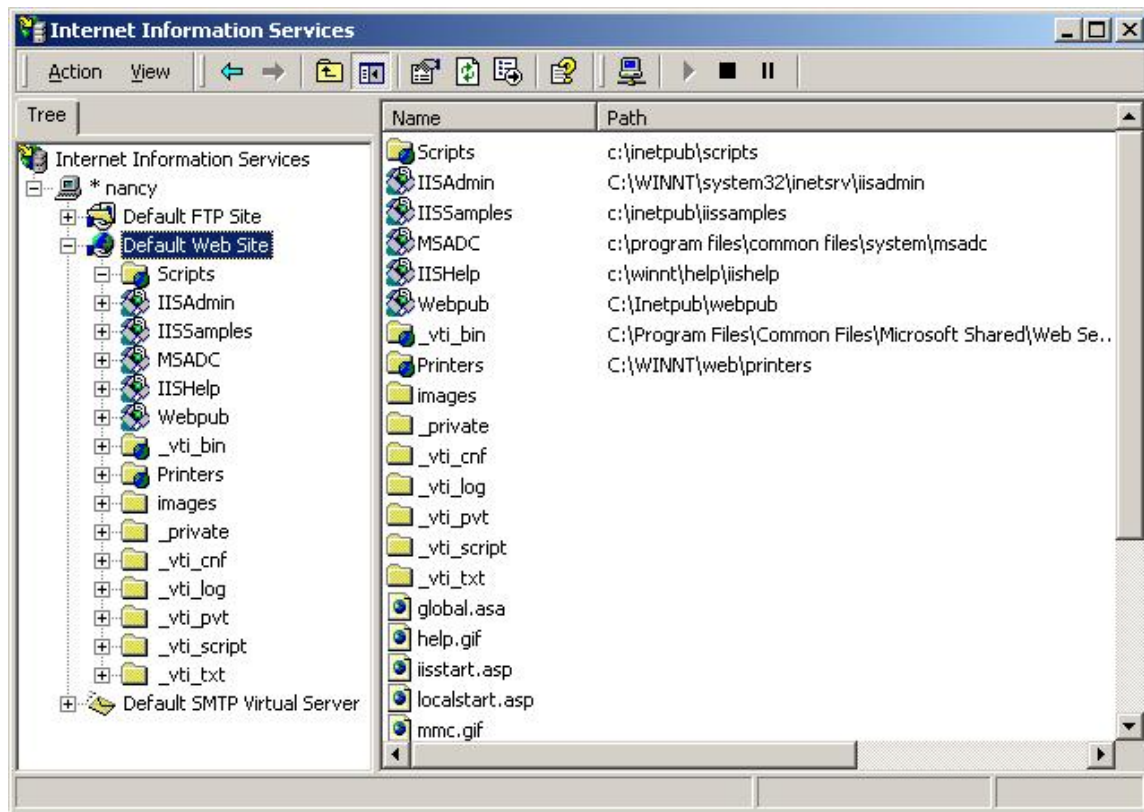 Internet Information Services
Action View
Tree
Internet Information Services
* nancy
Default FTP Site
Default Web Site
Scripts
IISAdmin
IISSamples
MSADC
IISHelp
Webpub
_vti_bin
Printers
images
_private
_vti_cnf
_vti_log
_vti_pvt
_vti_script
_vti_txt
Default SMTP Virtual Server
Name Path
Scripts c:\inetpub\scripts
IISAdmin C:\WINNT\system32\inetsrv\iisadmin
IISSamples c:\inetpub\iissamples
MSADC c:\program files\common files\system\msadc
IISHelp c:\winnt\help\iishelp
Webpub C:\Inetpub\webpub
_vti_bin C:\Program Files\Common Files\Microsoft Shared\Web Se..
Printers C:\WINNT\web\printers
images
_private
_vti_cnf
_vti_log
_vti_pvt
_vti_script
_vti_txt
global.asa
help.gif
iisstart.asp
localstart.asp
mmc.gif